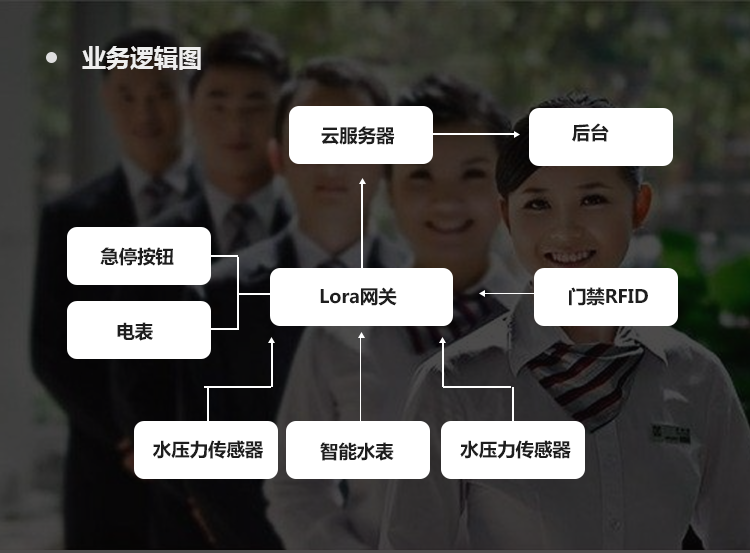 业务逻辑图
云服务器
后台
急停按钮
Lora网关
门禁RFID
电表
水压力传感器
智能水表
水压力传感器